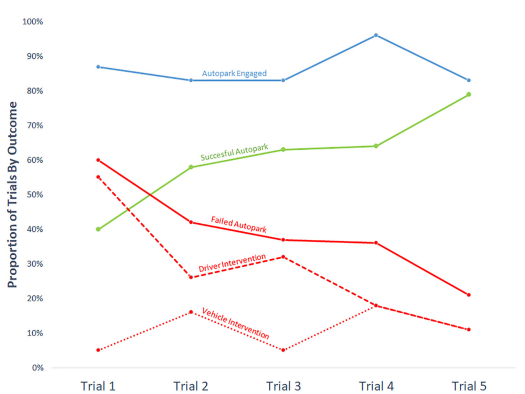 100%
90%
80%
70%
60%
50%
40%
30%
20%
10%
0%
Proportion of Trials By Outcome
Autopark Engaged
Succesful Autopark
Failed Autopark
Driver Intervention
Vehicle Intervention
Trial 1 Trial 2 Trial 3 Trial 4 Trial 5